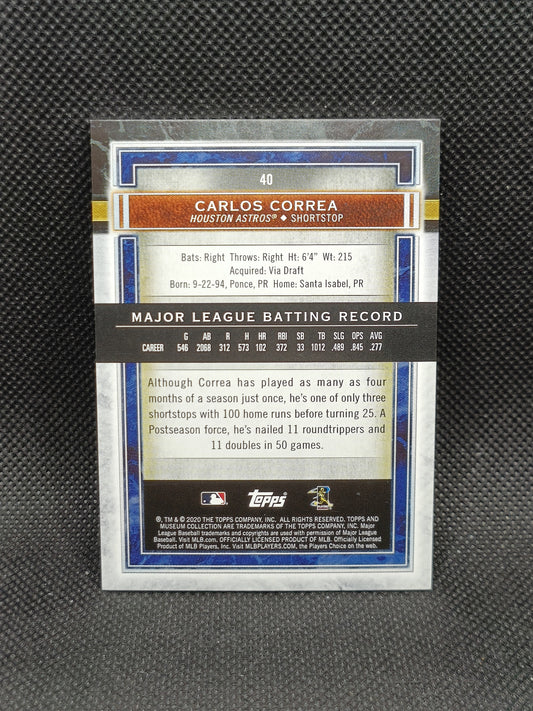 40
CARLOS CORREA
HOUSTON ASTROS® ◆ SHORTSTOP
Bats: Right Throws: Right Ht: 6'4" Wt: 215
Acquired: Via Draft
Born: 9-22-94, Ponce, PR Home: Santa Isabel, PR
MAJOR LEAGUE BATTING RECORD
G AB R H HR RBI SB TB SLG OPS AVG
CAREER 546 2068 312 573 102 372 33 1012 .489 .845 .277
Although Correa has played as many as four
months of a season just once, he's one of only three
shortstops with 100 home runs before turning 25. A
Postseason force, he's nailed 11 roundtrippers and
11 doubles in 50 games.
topps
®, TM & © 2020 THE TOPPS COMPANY, INC. ALL RIGHTS RESERVED. TOPPS AND
MUSEUM COLLECTION ARE TRADEMARKS OF THE TOPPS COMPANY, INC. Major
League Baseball trademarks and copyrights are used with permission of Major League
Baseball. Visit MLB.com. OFFICIALLY LICENSED PRODUCT OF MLB. Officially Licensed
Product of MLB Players, Inc. Visit MLBPLAYERS.COM, the Players Choice on the web.